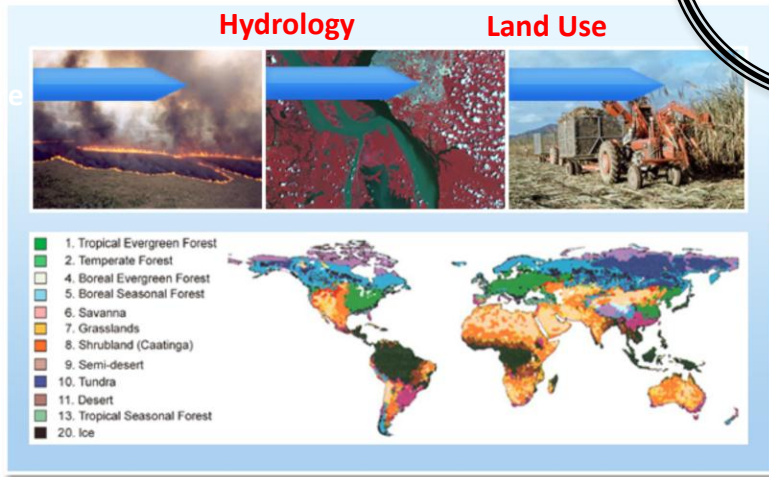 Hydrology
Land Use
e
1. Tropical Evergreen Forest
2. Temperate Forest
4. Boreal Evergreen Forest
5. Boreal Seasonal Forest
6. Savanna
7. Grasslands
8. Shrubland (Caatinga)
9. Semi-desert
10. Tundra
11. Desert
13. Tropical Seasonal Forest
20. Ice